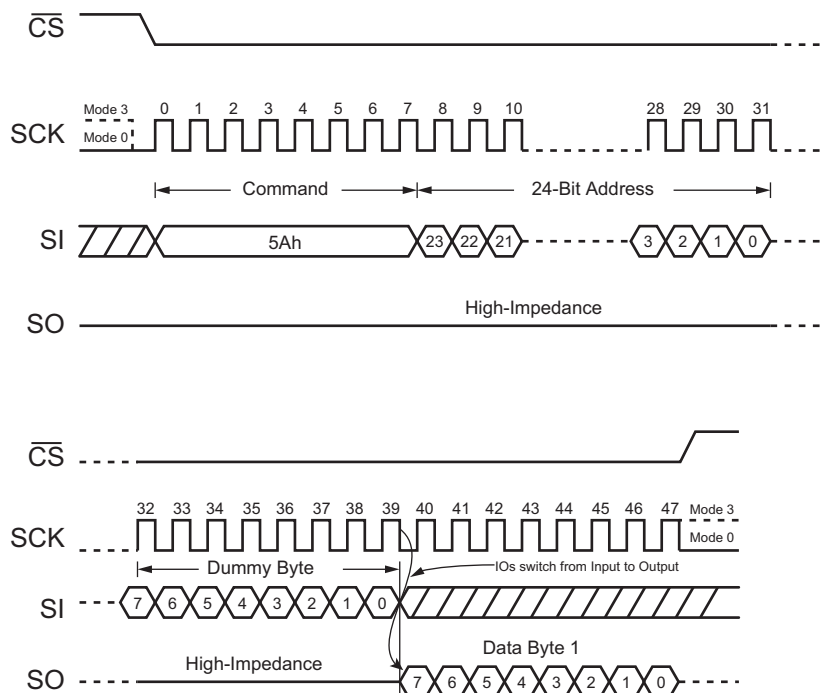 CS
Mode 3 0 1 2 3 4 5 6 7 8 9 10 28 29 30 31
SCK Mode 0
Command 24-Bit Address
SI 5Ah 23 22 21 3 2 1 0
High-Impedance
SO
CS
32 33 34 35 36 37 38 39 40 41 42 43 44 45 46 47 Mode 3
SCK Mode 0
Dummy Byte IOs switch from Input to Output
SI 7 6 5 4 3 2 1 0
High-Impedance Data Byte 1
SO 7 6 5 4 3 2 1 0